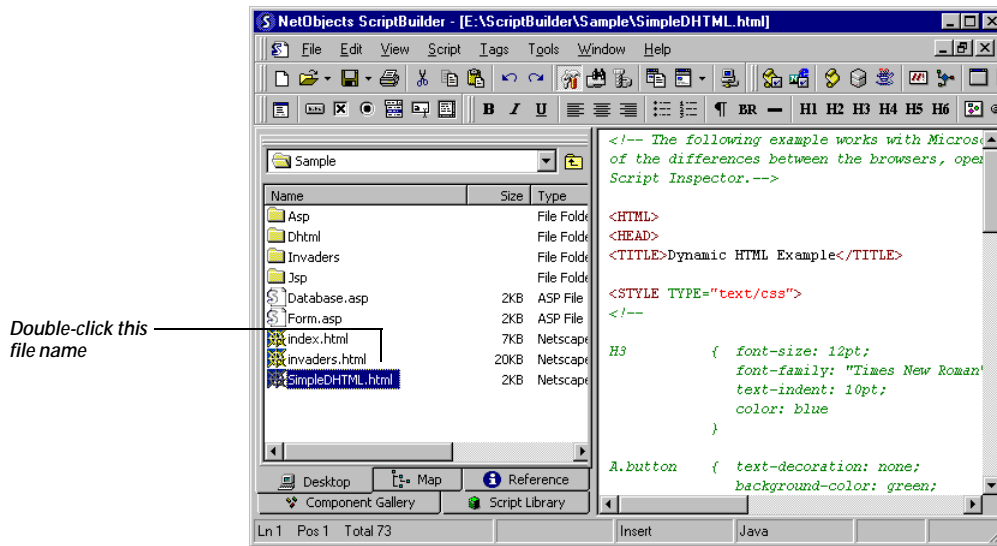 NetObjects ScriptBuilder - [E:\ScriptBuilder\Sample\SimpleDHTML.html]
File Edit View Script Tags Tools Window Help
B I U ¶ BR H1 H2 H3 H4 H5 H6
Sample
Name Size Type
Asp File Folde
Dhtml File Folde
Invaders File Folde
Jsp File Folde
Database.asp 2KB ASP File
Form.asp 2KB ASP File
index.html 7KB Netscape
invaders.html 20KB Netscape
SimpleDHTML.html 2KB Netscape
Double-click this
file name
Desktop Map Reference
Component Gallery Script Library
<!-- The following example works with Microso
of the differences between the browsers, open
Script Inspector.-->
<HTML>
<HEAD>
<TITLE>Dynamic HTML Example</TITLE>
<STYLE TYPE="text/css">
<!--
H3 { font-size: 12pt;
font-family: "Times New Roman"
text-indent: 10pt;
color: blue
}
A.button { text-decoration: none;
background-color: green;
Ln 1 Pos 1 Total 73 Insert Java